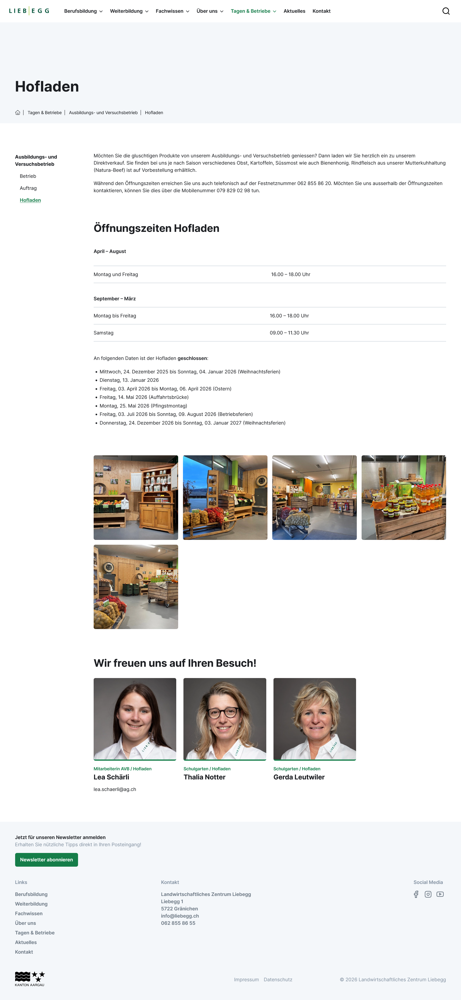 LIEB|EGG
Berufsbildung Weiterbildung Fachwissen Über uns Tagen & Betriebe Aktuelles Kontakt
Hofladen
| Tagen & Betriebe | Ausbildungs- und Versuchsbetrieb | Hofladen
Ausbildungs- und
Versuchsbetrieb
Betrieb
Auftrag
Hofladen
Möchten Sie die gluschtigen Produkte von unserem Ausbildungs- und Versuchsbetrieb geniessen? Dann laden wir Sie herzlich ein zu unserem
Direktverkauf. Sie finden bei uns je nach Saison verschiedenes Obst, Kartoffeln, Süssmost wie auch Bienenhonig. Rindfleisch aus unserer Mutterkuhhaltung
(Natura-Beef) ist auf Vorbestellung erhältlich.
Während den Öffnungszeiten erreichen Sie uns auch telefonisch auf der Festnetznummer 062 855 86 20. Möchten Sie uns ausserhalb der Öffnungszeiten
kontaktieren, können Sie dies über die Mobilenummer 079 829 02 98 tun.
Öffnungszeiten Hofladen
April – August
Montag und Freitag 16.00 – 18.00 Uhr
September – März
Montag bis Freitag 16.00 – 18.00 Uhr
Samstag 09.00 – 11.30 Uhr
An folgenden Daten ist der Hofladen geschlossen:
• Mittwoch, 24. Dezember 2025 bis Sonntag, 04. Januar 2026 (Weihnachtsferien)
• Dienstag, 13. Januar 2026
• Freitag, 03. April 2026 bis Montag, 06. April 2026 (Ostern)
• Freitag, 14. Mai 2026 (Auffahrtsbrücke)
• Montag, 25. Mai 2026 (Pfingstmontag)
• Freitag, 03. Juli 2026 bis Sonntag, 09. August 2026 (Betriebsferien)
• Donnerstag, 24. Dezember 2026 bis Sonntag, 03. Januar 2027 (Weihnachtsferien)
Wir freuen uns auf Ihren Besuch!
LIEB|E
LIEB|EGG
LIEB|EGG
Mitarbeiterin AVB / Hofladen
Lea Schärli
lea.schaerli@ag.ch
Schulgarten / Hofladen
Thalia Notter
Schulgarten / Hofladen
Gerda Leutwiler
Jetzt für unseren Newsletter anmelden
Erhalten Sie nützliche Tipps direkt in Ihren Posteingang!
Newsletter abonnieren
Links
Berufsbildung
Weiterbildung
Fachwissen
Über uns
Tagen & Betriebe
Aktuelles
Kontakt
Kontakt
Landwirtschaftliches Zentrum Liebegg
Liebegg 1
5722 Gränichen
info@liebegg.ch
062 855 86 55
Social Media
KANTON AARGAU
Impressum Datenschutz
© 2026 Landwirtschaftliches Zentrum Liebegg